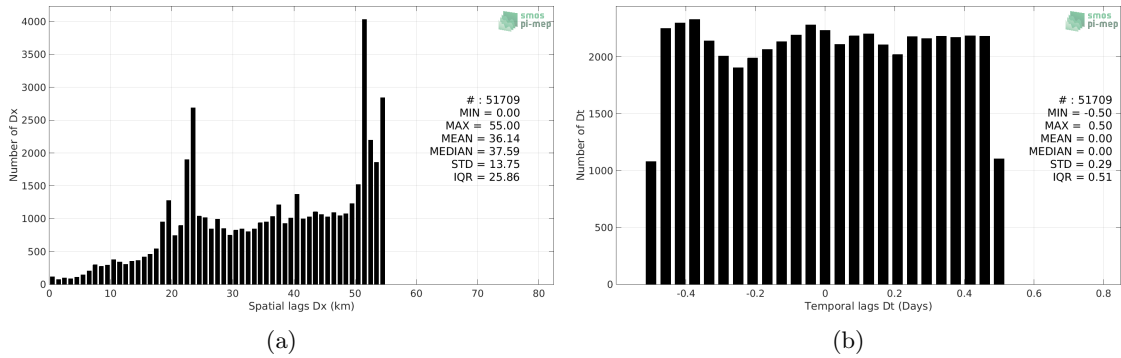 4000
3500
3000
2500
2000
1500
1000
500
0
Number of Dx
0 10 20 30 40 50 60 70 80
Spatial lags Dx (km)
smos
pi-mep
# : 51709
MIN = 0.00
MAX = 55.00
MEAN = 36.14
MEDIAN = 37.59
STD = 13.75
IQR = 25.86
(a)
2000
1500
1000
500
0
Number of Dt
-0.4 -0.2 0 0.2 0.4 0.6 0.8
Temporal lags Dt (Days)
smos
pi-mep
# : 51709
MIN = -0.50
MAX = 0.50
MEAN = 0.00
MEDIAN = 0.00
STD = 0.29
IQR = 0.51
(b)